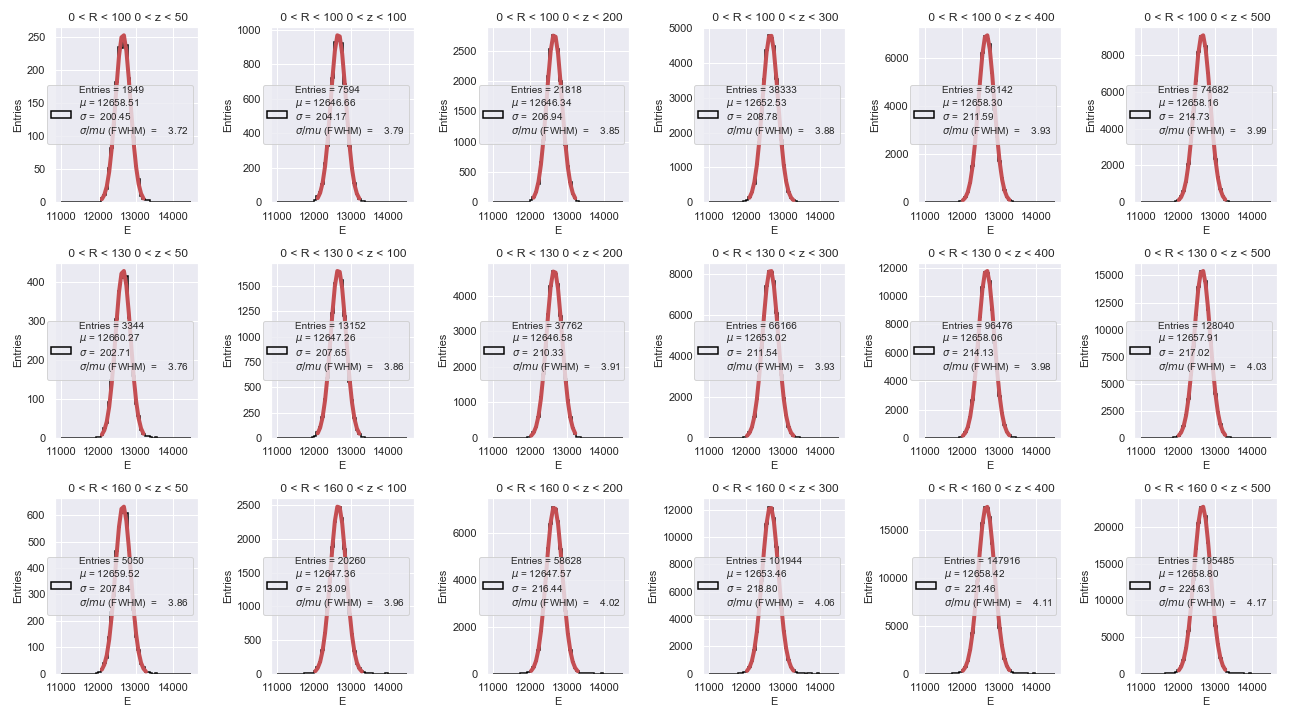 0 < R < 100 0 < z < 50
Entries
250
200
150
100
50
0
Entries = 1949
μ = 12658.51
σ = 200.45
σ/mu (FWHM) = 3.72
11000 12000 13000 14000
E
0 < R < 100 0 < z < 100
Entries
1000
800
600
400
200
0
Entries = 7594
μ = 12646.66
σ = 204.17
σ/mu (FWHM) = 3.79
11000 12000 13000 14000
E
0 < R < 100 0 < z < 200
Entries
2500
2000
1500
1000
500
0
Entries = 21818
μ = 12646.34
σ = 206.94
σ/mu (FWHM) = 3.85
11000 12000 13000 14000
E
0 < R < 100 0 < z < 300
Entries
5000
4000
3000
2000
1000
0
Entries = 38333
μ = 12652.53
σ = 208.78
σ/mu (FWHM) = 3.88
11000 12000 13000 14000
E
0 < R < 100 0 < z < 400
Entries
6000
4000
2000
0
Entries = 56142
μ = 12658.30
σ = 211.59
σ/mu (FWHM) = 3.93
11000 12000 13000 14000
E
0 < R < 100 0 < z < 500
Entries
8000
6000
4000
2000
0
Entries = 74682
μ = 12658.16
σ = 214.73
σ/mu (FWHM) = 3.99
11000 12000 13000 14000
E
0 < R < 130 0 < z < 50
Entries
400
300
200
100
0
Entries = 3344
μ = 12660.27
σ = 202.71
σ/mu (FWHM) = 3.76
11000 12000 13000 14000
E
0 < R < 130 0 < z < 100
Entries
1500
1250
1000
750
500
250
0
Entries = 13152
μ = 12647.26
σ = 207.65
σ/mu (FWHM) = 3.86
11000 12000 13000 14000
E
0 < R < 130 0 < z < 200
Entries
4000
3000
2000
1000
0
Entries = 37762
μ = 12646.58
σ = 210.33
σ/mu (FWHM) = 3.91
11000 12000 13000 14000
E
0 < R < 130 0 < z < 300
Entries
8000
6000
4000
2000
0
Entries = 66166
μ = 12653.02
σ = 211.54
σ/mu (FWHM) = 3.93
11000 12000 13000 14000
E
0 < R < 130 0 < z < 400
Entries
12000
10000
8000
6000
4000
2000
0
Entries = 96476
μ = 12658.06
σ = 214.13
σ/mu (FWHM) = 3.98
11000 12000 13000 14000
E
0 < R < 130 0 < z < 500
Entries
15000
12500
10000
7500
5000
2500
0
Entries = 128040
μ = 12657.91
σ = 217.02
σ/mu (FWHM) = 4.03
11000 12000 13000 14000
E
0 < R < 160 0 < z < 50
Entries
600
500
400
300
200
100
0
Entries = 5050
μ = 12659.52
σ = 207.84
σ/mu (FWHM) = 3.86
11000 12000 13000 14000
E
0 < R < 160 0 < z < 100
Entries
2500
2000
1500
1000
500
0
Entries = 20260
μ = 12647.36
σ = 213.09
σ/mu (FWHM) = 3.96
11000 12000 13000 14000
E
0 < R < 160 0 < z < 200
Entries
6000
4000
2000
0
Entries = 58628
μ = 12647.57
σ = 216.44
σ/mu (FWHM) = 4.02
11000 12000 13000 14000
E
0 < R < 160 0 < z < 300
Entries
12000
10000
8000
6000
4000
2000
0
Entries = 101944
μ = 12653.46
σ = 218.80
σ/mu (FWHM) = 4.06
11000 12000 13000 14000
E
0 < R < 160 0 < z < 400
Entries
15000
10000
5000
0
Entries = 147916
μ = 12658.42
σ = 221.46
σ/mu (FWHM) = 4.11
11000 12000 13000 14000
E
0 < R < 160 0 < z < 500
Entries
20000
15000
10000
5000
0
Entries = 195485
μ = 12658.80
σ = 224.63
σ/mu (FWHM) = 4.17
11000 12000 13000 14000
E